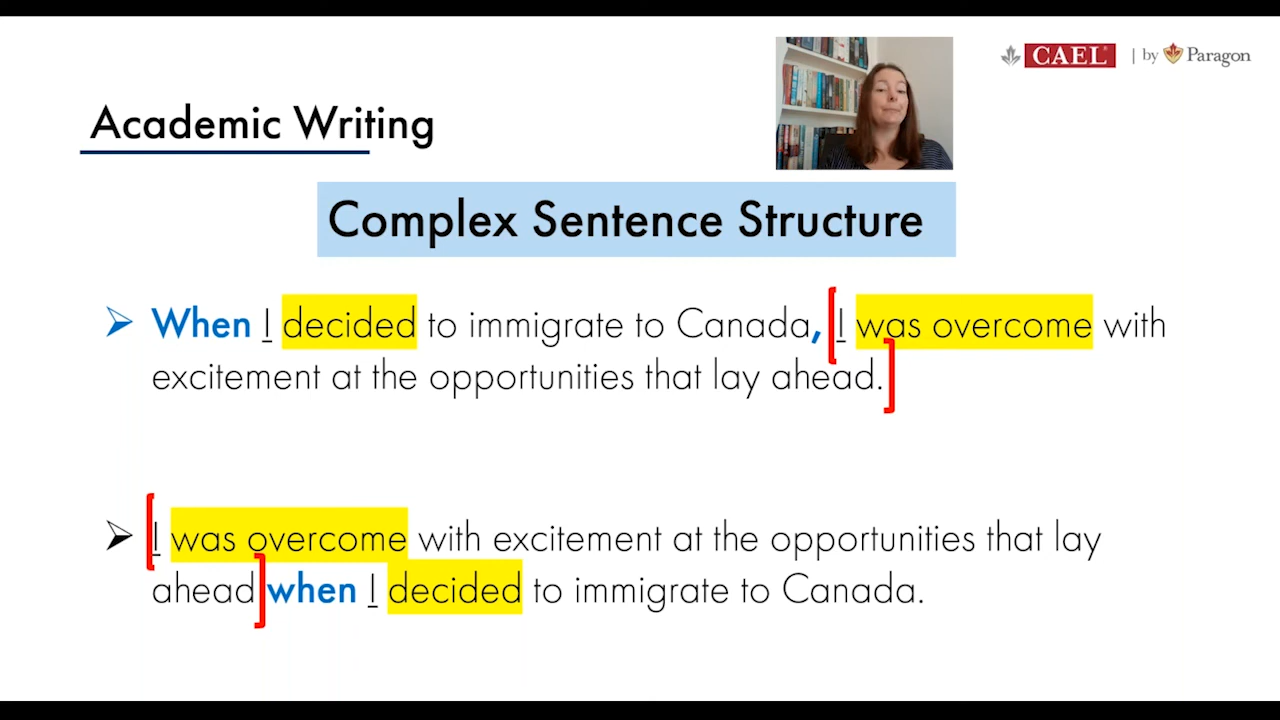 CAEL | by Paragon
Academic Writing
Complex Sentence Structure
When I decided to immigrate to Canada, [I was overcome with
excitement at the opportunities that lay ahead.]
[I was overcome with excitement at the opportunities that lay
ahead] when I decided to immigrate to Canada.